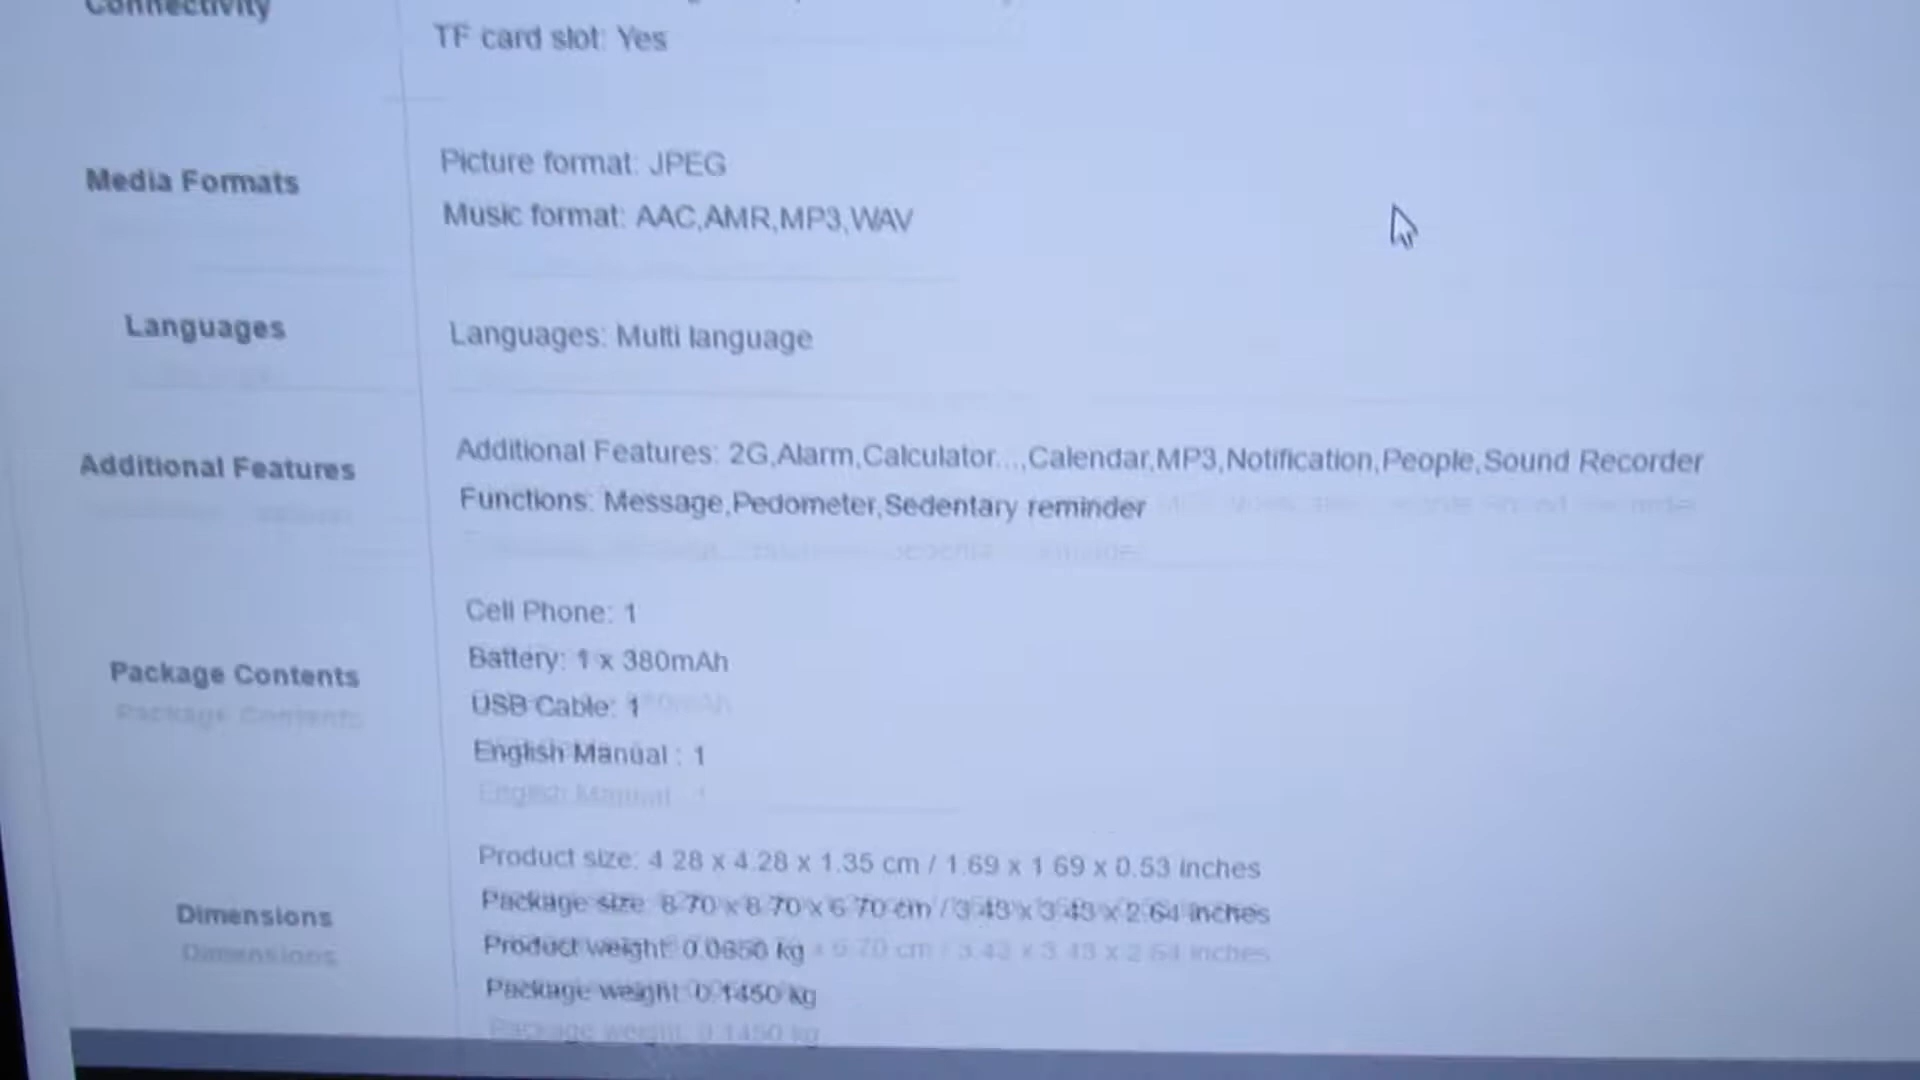 Connectivity
TF card slot: Yes
Media Formats
Picture format: JPEG
Music format: AAC,AMR,MP3,WAV
Languages
Languages: Multi language
Additional Features
Additional Features: 2G,Alarm,Calculator...,Calendar,MP3,Notification,People,Sound Recorder
Functions: Message,Pedometer,Sedentary reminder
Package Contents
Cell Phone: 1
Battery: 1 x 380mAh
USB Cable: 1
English Manual : 1
Dimensions
Product size: 4.28 x 4.28 x 1.35 cm / 1.69 x 1.69 x 0.53 inches
Package size: 8.70 x 8.70 x 6.70 cm / 3.43 x 3.43 x 2.64 inches
Product weight: 0.0650 kg
Package weight: 0.1450 kg